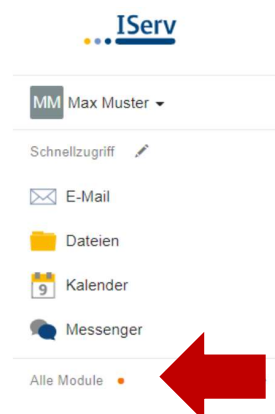 IServ
MM Max Muster
Schnellzugriff
E-Mail
Dateien
9 Kalender
Messenger
Alle Module